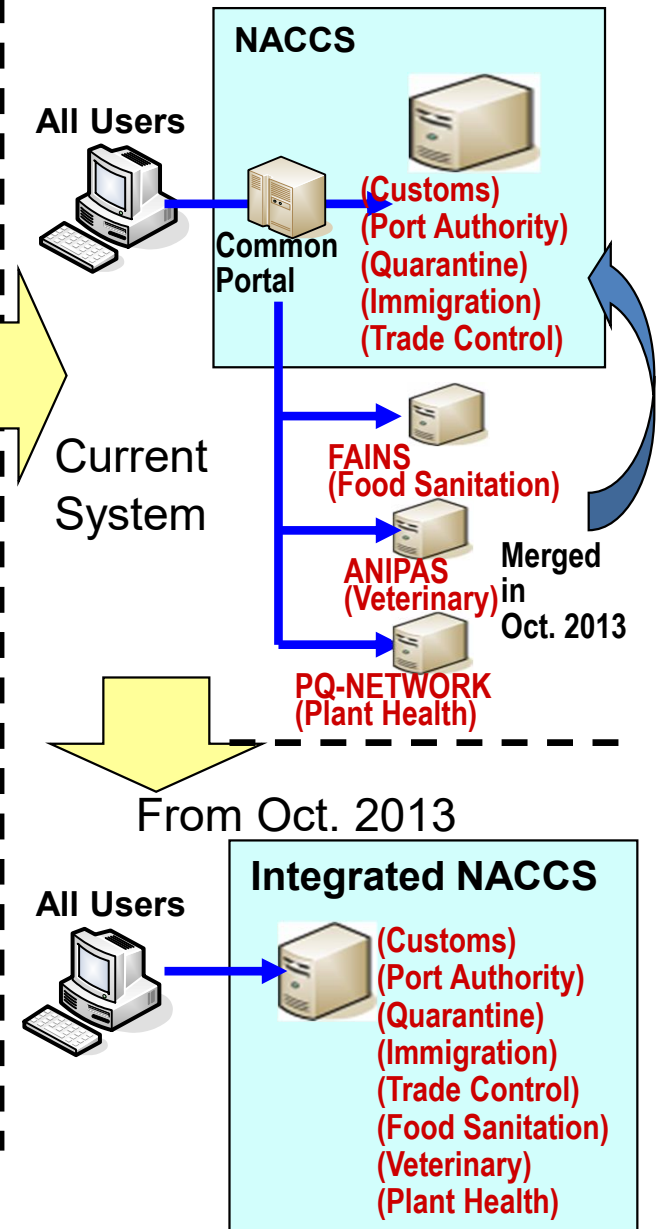 NACCS
All Users
(Customs)
(Port Authority)
(Quarantine)
(Immigration)
(Trade Control)
Common
Portal
Current
System
FAINS
(Food Sanitation)
ANIPAS
(Veterinary)
Merged
in
Oct. 2013
PQ-NETWORK
(Plant Health)
From Oct. 2013
Integrated NACCS
All Users
(Customs)
(Port Authority)
(Quarantine)
(Immigration)
(Trade Control)
(Food Sanitation)
(Veterinary)
(Plant Health)